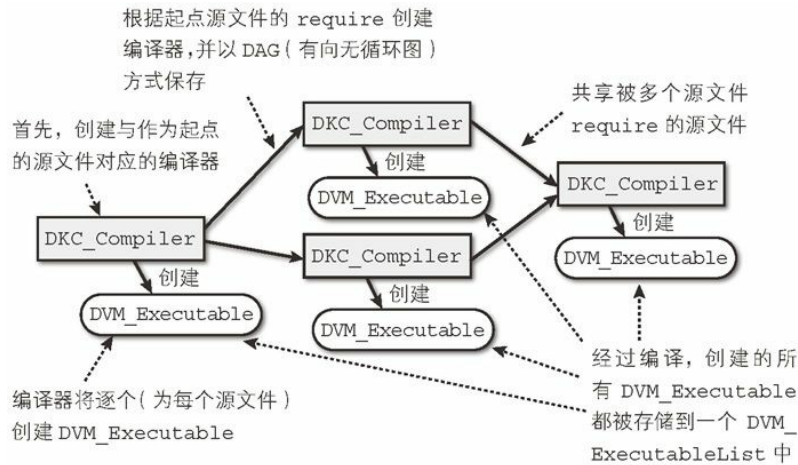 根据起点源文件的 require 创建
编译器,并以 DAG（有向无循环图）
方式保存
首先，创建与作为起点
的源文件对应的编译器
共享被多个源文件
require 的源文件
DKC_Compiler
创建
DVM_Executable
DKC_Compiler
创建
DVM_Executable
DKC_Compiler
创建
DVM_Executable
DKC_Compiler
创建
DVM_Executable
编译器将逐个（为每个源文件）
创建 DVM_Executable
经过编译，创建的所
有 DVM_Executable
都被存储到一个 DVM_
ExecutableList 中